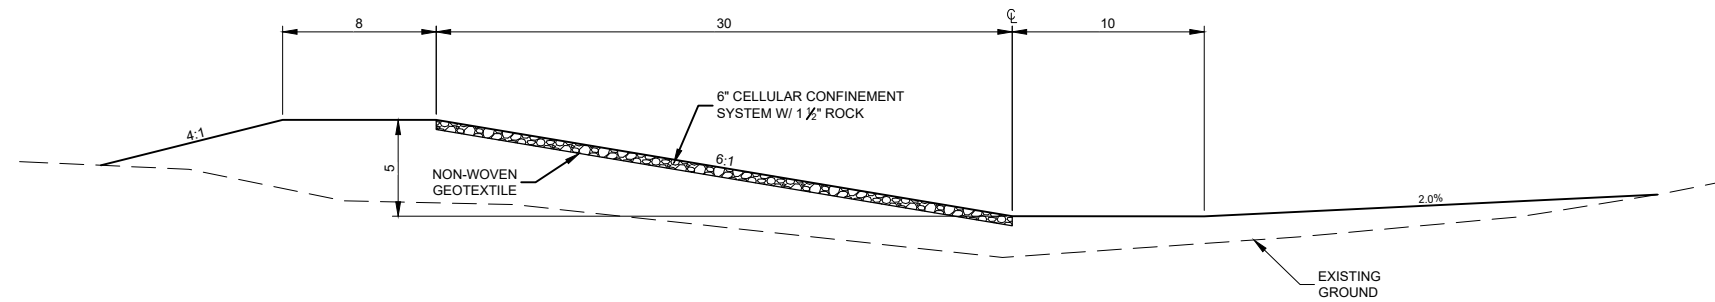 8
30
℄
10
6" CELLULAR CONFINEMENT
SYSTEM W/ 1 ½" ROCK
4:1
5
6:1
NON-WOVEN
GEOTEXTILE
2.0%
EXISTING
GROUND